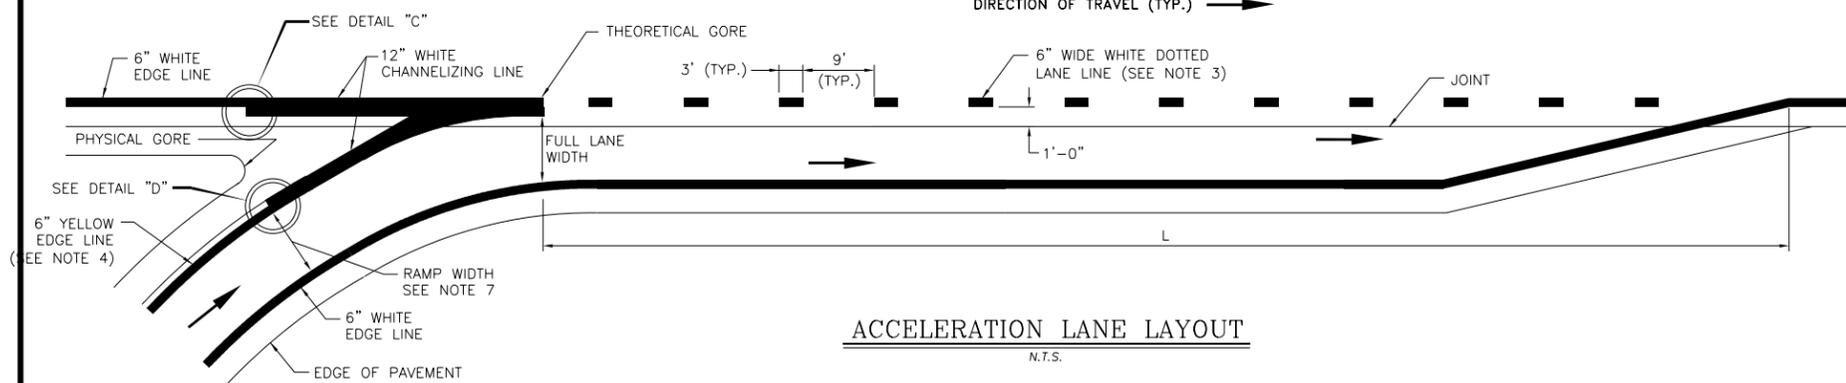 DIRECTION OF TRAVEL (TYP.)
SEE DETAIL "C"
THEORETICAL GORE
6" WHITE
EDGE LINE
12" WHITE
CHANNELIZING LINE
3' (TYP.)
9'
(TYP.)
6" WIDE WHITE DOTTED
LANE LINE (SEE NOTE 3)
JOINT
PHYSICAL GORE
FULL LANE
WIDTH
1'-0"
SEE DETAIL "D"
6" YELLOW
EDGE LINE
(SEE NOTE 4)
L
RAMP WIDTH
SEE NOTE 7
6" WHITE
EDGE LINE
ACCELERATION LANE LAYOUT
N.T.S.
EDGE OF PAVEMENT